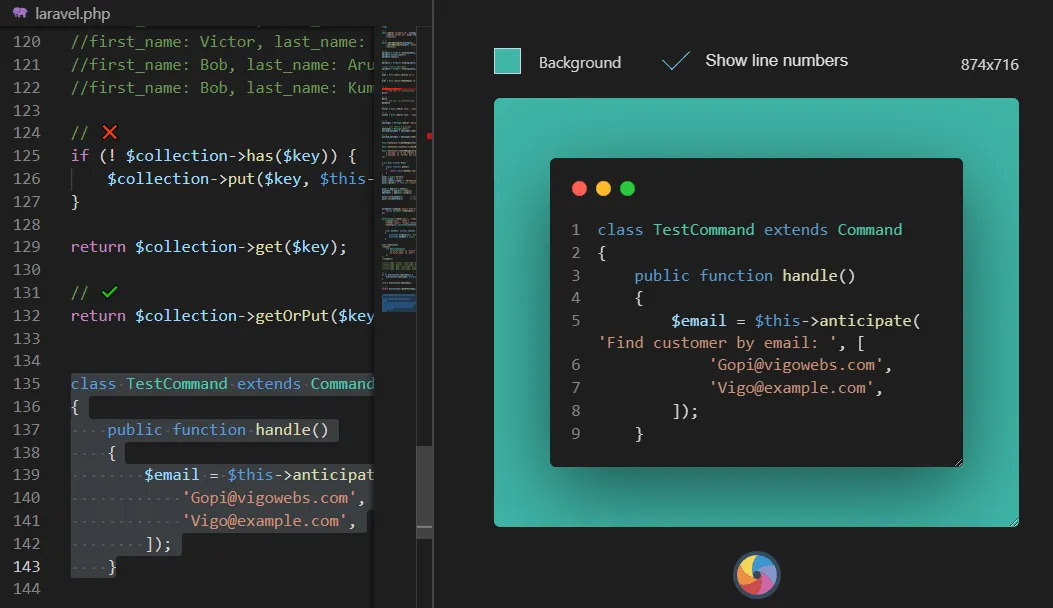 laravel.php
120 //first_name: Victor, last_name:
121 //first_name: Bob, last_name: Aru
122 //first_name: Bob, last_name: Kum
123
124 // ❌
125 if (! $collection->has($key)) {
126 $collection->put($key, $this-
127 }
128
129 return $collection->get($key);
130
131 // ✔
132 return $collection->getOrPut($key
133
134
135 class TestCommand extends Command
136 {
137 public function handle()
138 {
139 $email = $this->anticipat
140 'Gopi@vigowebs.com',
141 'Vigo@example.com',
142 ]);
143 }
144
Background
Show line numbers
874x716
1 class TestCommand extends Command
2 {
3 public function handle()
4 {
5 $email = $this->anticipate(
'Find customer by email: ', [
6 'Gopi@vigowebs.com',
7 'Vigo@example.com',
8 ]);
9 }